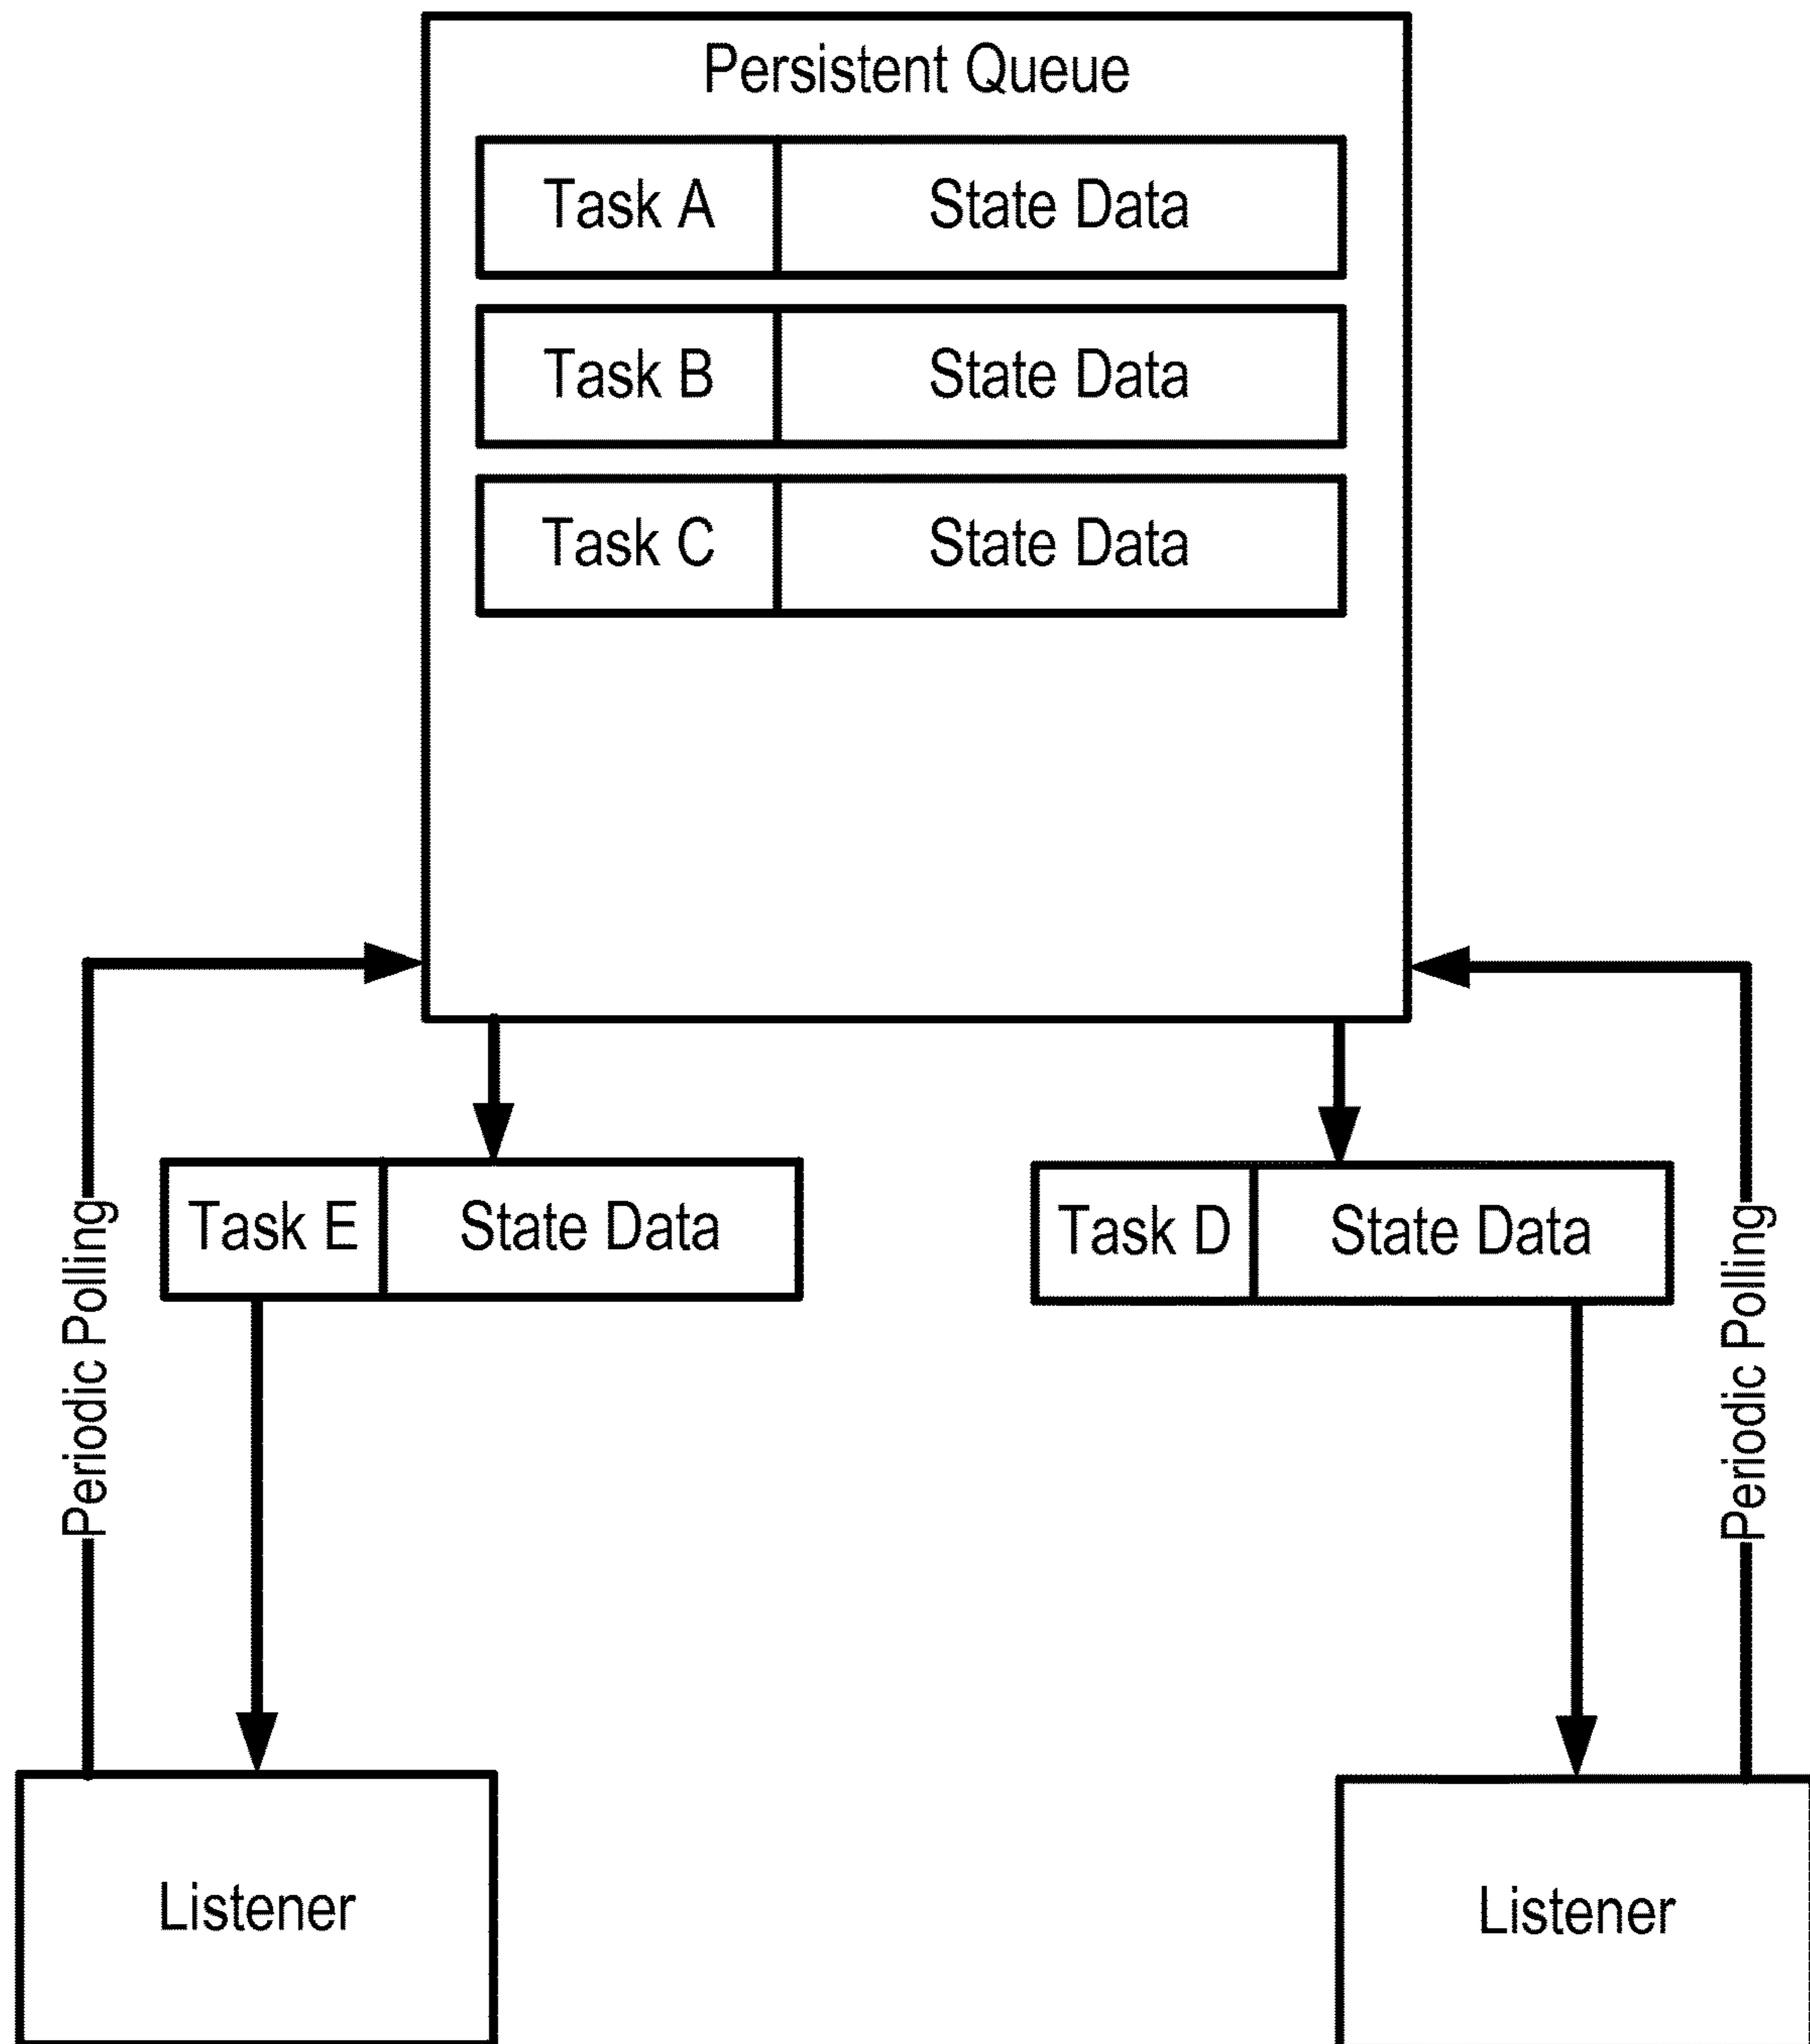 Persistent Queue
Task A State Data
Task B State Data
Task C State Data
Task E State Data
Task D State Data
Periodic Polling
Periodic Polling
Listener
Listener